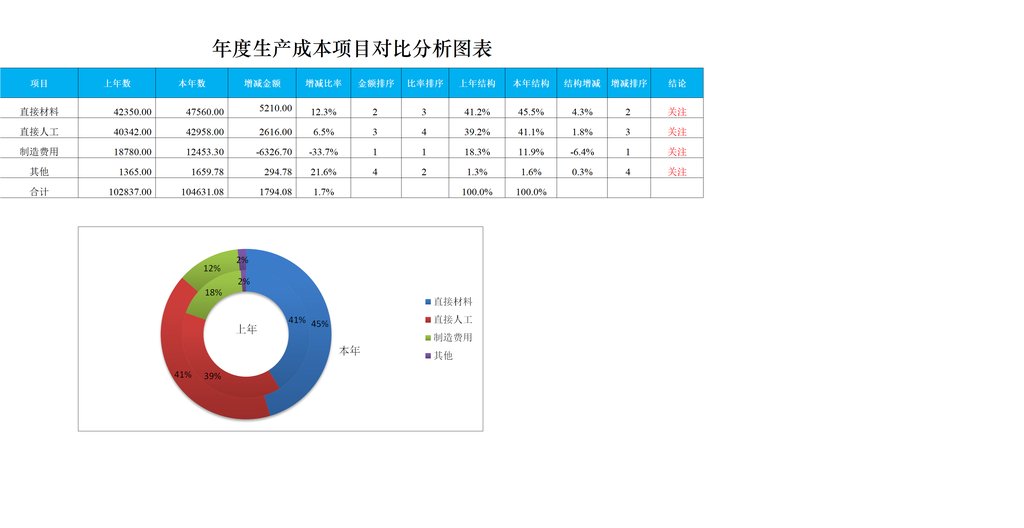 年度生产成本项目对比分析图表
项目 上年数 本年数 增减金额 增减比率 金额排序 比率排序 上年结构 本年结构 结构增减 增减排序 结论
直接材料 42350.00 47560.00 5210.00 12.3% 2 3 41.2% 45.5% 4.3% 2 关注
直接人工 40342.00 42958.00 2616.00 6.5% 3 4 39.2% 41.1% 1.8% 3 关注
制造费用 18780.00 12453.30 -6326.70 -33.7% 1 1 18.3% 11.9% -6.4% 1 关注
其他 1365.00 1659.78 294.78 21.6% 4 2 1.3% 1.6% 0.3% 4 关注
合计 102837.00 104631.08 1794.08 1.7% 100.0% 100.0%
2%
12%
2%
18%
直接材料
41% 45%
直接人工
上年
制造费用
本年
其他
41% 39%